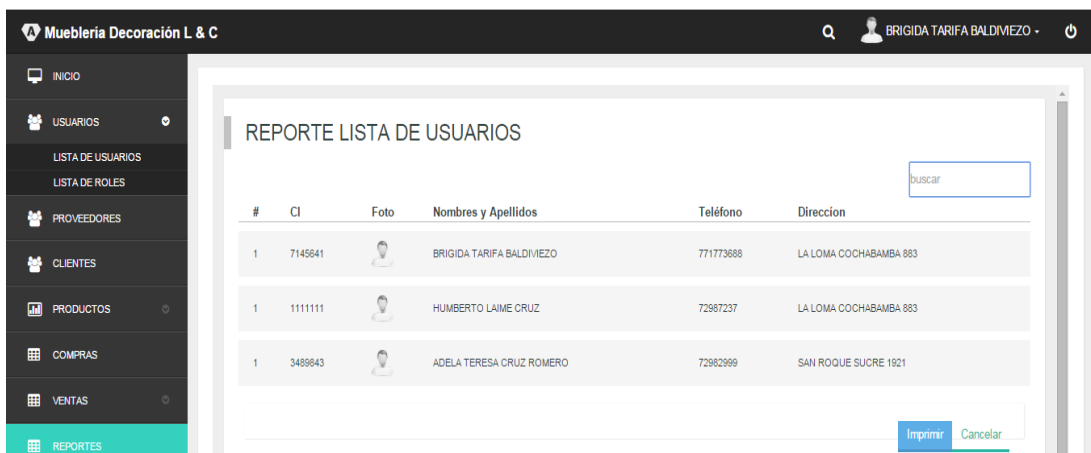 Mueblería Decoración L & C
BRIGIDA TARIFA BALDIVIEZO
INICIO
USUARIOS
LISTA DE USUARIOS
LISTA DE ROLES
PROVEEDORES
CLIENTES
PRODUCTOS
COMPRAS
VENTAS
REPORTES
REPORTE LISTA DE USUARIOS
buscar
# CI Foto Nombres y Apellidos Teléfono Direccion
1 7145641 BRIGIDA TARIFA BALDIVIEZO 771773688 LA LOMA COCHABAMBA 883
1 1111111 HUMBERTO LAIME CRUZ 72987237 LA LOMA COCHABAMBA 883
1 3489843 ADELA TERESA CRUZ ROMERO 72982999 SAN ROQUE SUCRE 1921
Imprimir Cancelar